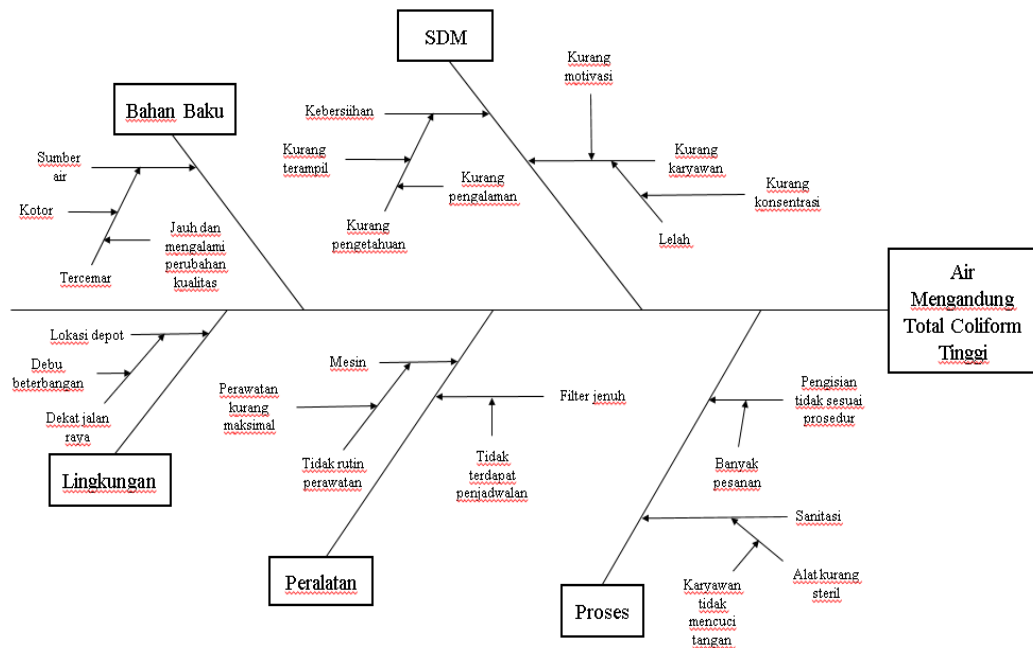 SDM
Kurang
motivasi
Bahan Baku
Kebersiihan
Sumber
air
Kurang
terampil
Kurang
karyawan
Kurang
pengalaman
Kurang
konsentrasi
Kotor
Kurang
pengetahuan
Lelah
Jauh dan
mengalami
perubahan
kualitas
Tercemar
Air
Mengandung
Total Coliform
Tinggi
Lokasi depot
Debu
beterbangan
Dekat jalan
raya
Lingkungan
Mesin
Perawatan
kurang
maksimal
Tidak rutin
perawatan
Filter jenuh
Tidak
terdapat
penjadwalan
Peralatan
Pengisian
tidak sesuai
prosedur
Banyak
pesanan
Sanitasi
Alat kurang
steril
Karyawan
tidak
mencuci
tangan
Proses